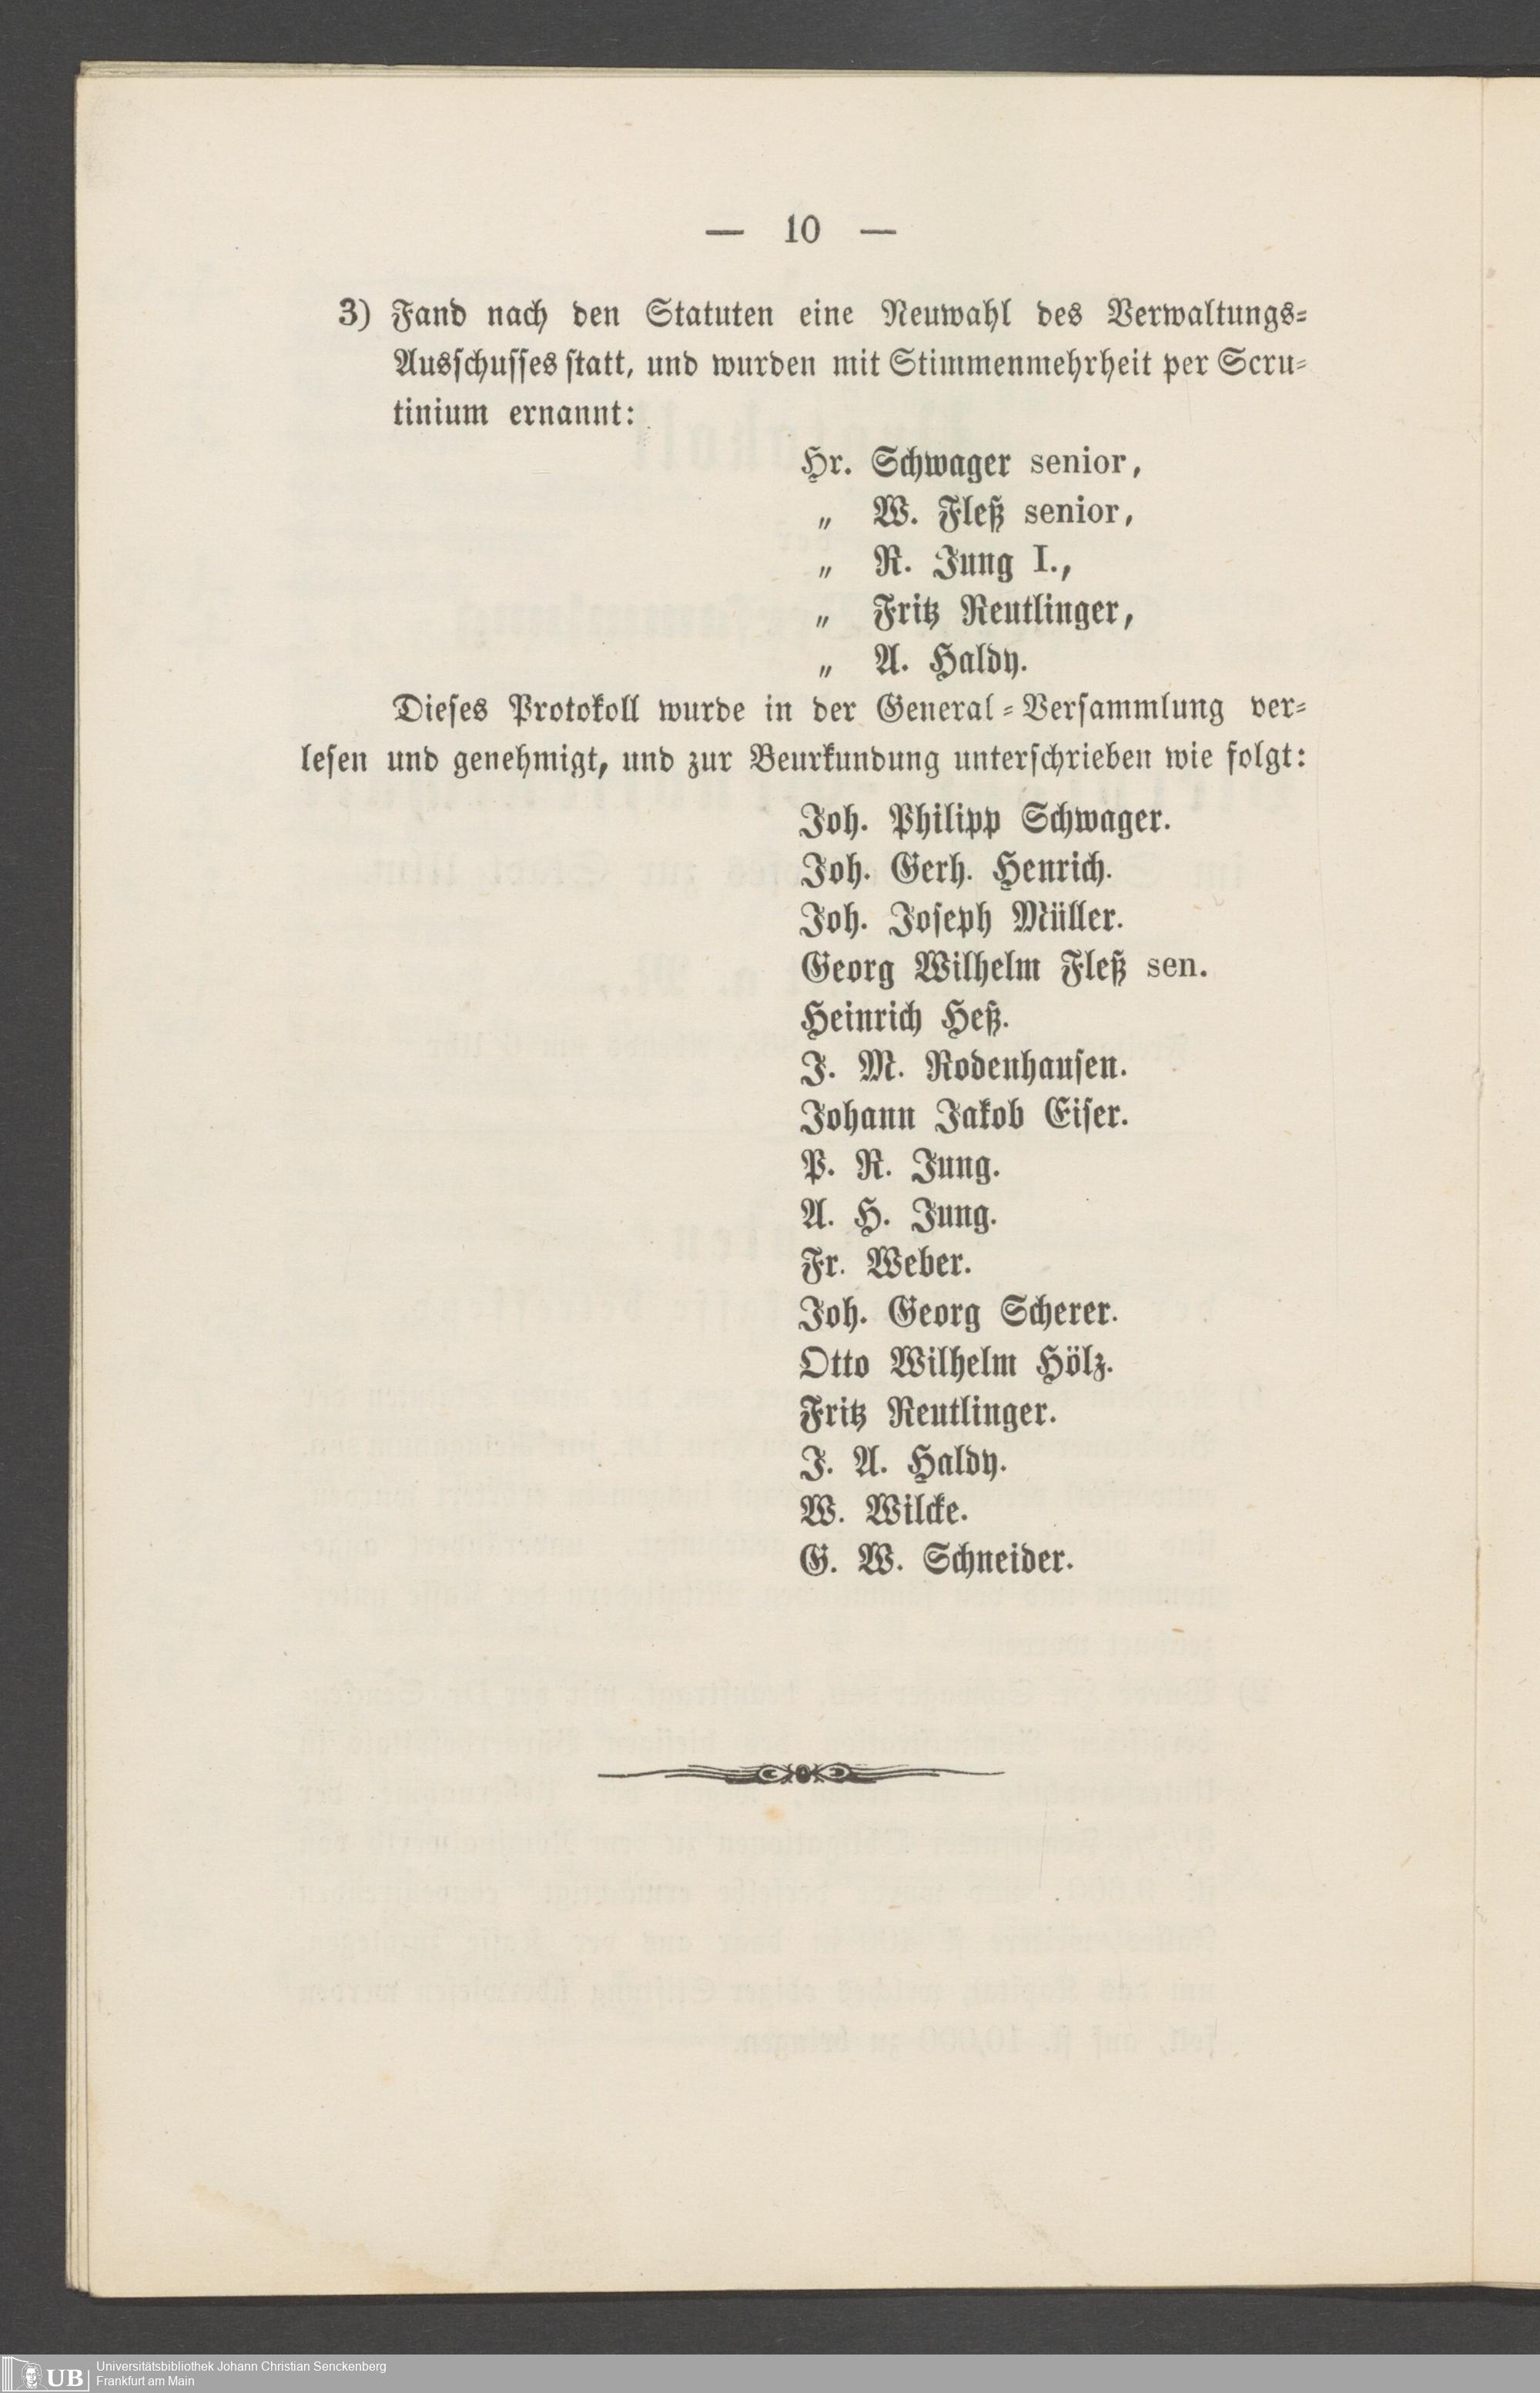 — 10 —
3) Fand nach den Statuten eine Neuwahl des Verwaltungs-
Ausschusses statt, und wurden mit Stimmenmehrheit per Scru-
tinium ernannt:
Hr. Schwager senior,
„ W. Fleß senior,
„ R. Jung I.,
„ Fritz Reutlinger,
„ A. Haldy.
Dieses Protokoll wurde in der General-Versammlung ver-
lesen und genehmigt, und zur Beurkundung unterschrieben wie folgt:
Joh. Philipp Schwager.
Joh. Gerh. Henrich.
Joh. Joseph Müller.
Georg Wilhelm Fleß sen.
Heinrich Heß.
J. M. Rodenhausen.
Johann Jakob Eiser.
P. R. Jung.
A. H. Jung.
Fr. Weber.
Joh. Georg Scherer.
Otto Wilhelm Hölz.
Fritz Reutlinger.
J. A. Haldy.
W. Wilcke.
G. W. Schneider.
UB
Universitätsbibliothek Johann Christian Senckenberg
Frankfurt am Main